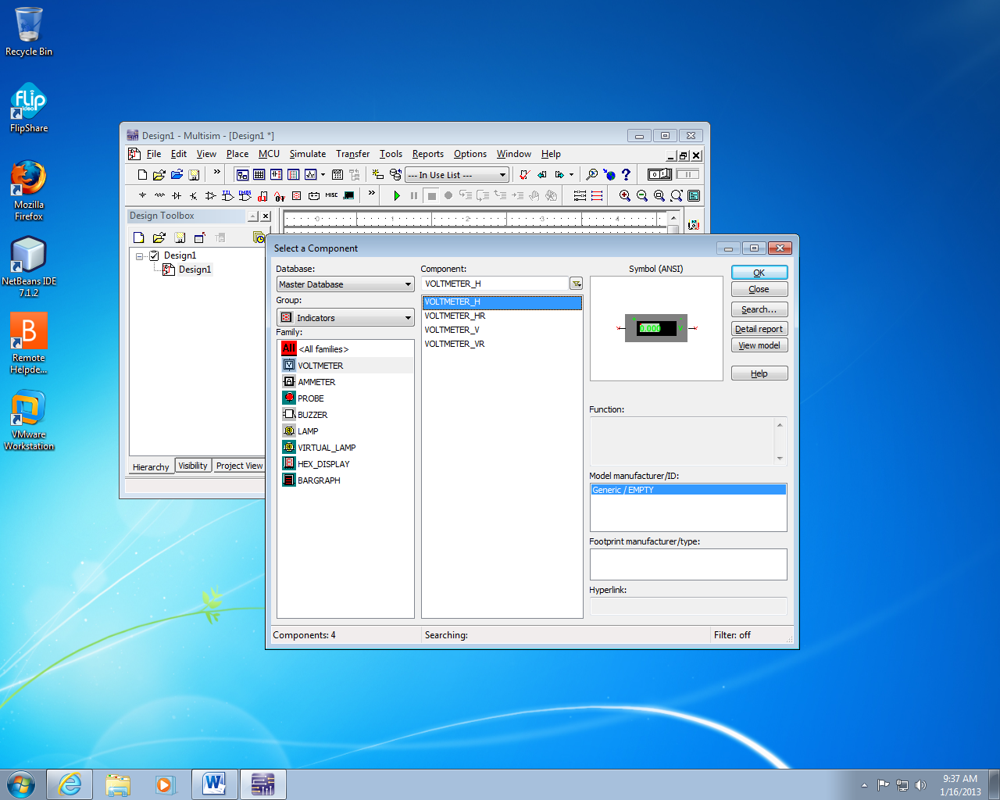 Recycle Bin
FlipShare
Mozilla
Firefox
NetBeans IDE
7.1.2
Remote
Helpde...
VMware
Workstation
Design1 - Multisim - [Design1 *]
File Edit View Place MCU Simulate Transfer Tools Reports Options Window Help
--- In Use List ---
MISC
Design Toolbox
0 1 2 3 4
Design1
Design1
Hierarchy Visibility Project View
Select a Component
Database:
Master Database
Group:
Indicators
Family:
All <All families>
VOLTMETER
AMMETER
PROBE
BUZZER
LAMP
VIRTUAL_LAMP
HEX_DISPLAY
BARGRAPH
Component:
VOLTMETER_H
VOLTMETER_H
VOLTMETER_HR
VOLTMETER_V
VOLTMETER_VR
Symbol (ANSI)
0.000 V
OK
Close
Search...
Detail report
View model
Help
Function:
Model manufacturer/ID:
Generic / EMPTY
Footprint manufacturer/type:
Hyperlink:
Components: 4 Searching: Filter: off
9:37 AM
1/16/2013